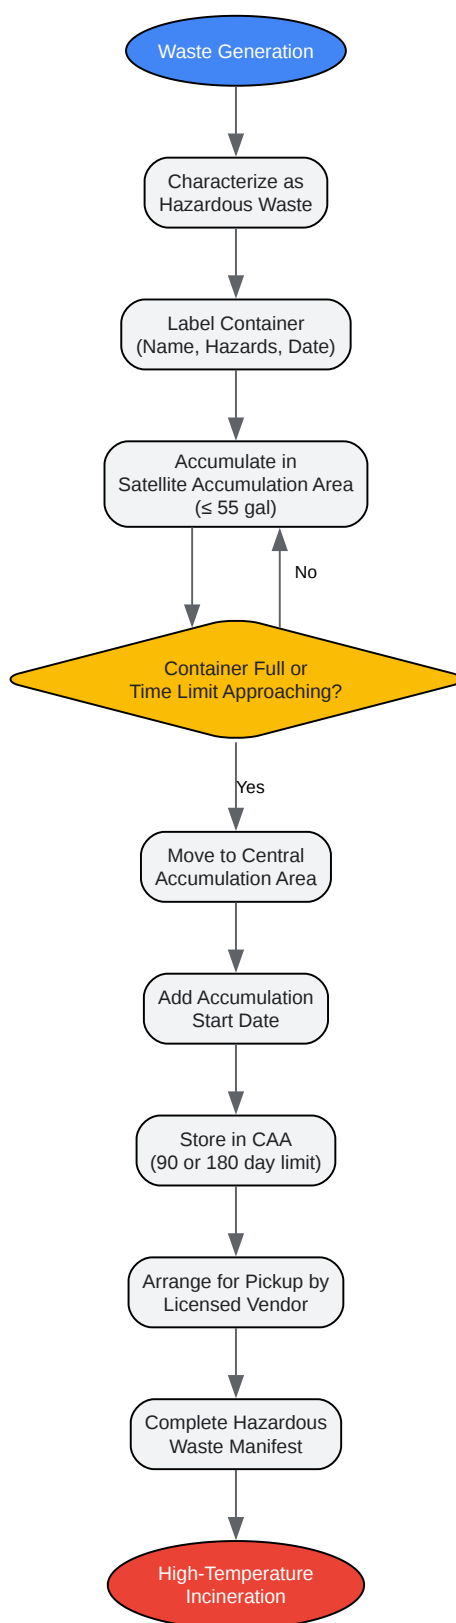 Waste Generation
Characterize as
Hazardous Waste
Label Container
(Name, Hazards, Date)
Accumulate in
Satellite Accumulation Area
(≤ 55 gal)
No
Container Full or
Time Limit Approaching?
Yes
Move to Central
Accumulation Area
Add Accumulation
Start Date
Store in CAA
(90 or 180 day limit)
Arrange for Pickup by
Licensed Vendor
Complete Hazardous
Waste Manifest
High-Temperature
Incineration